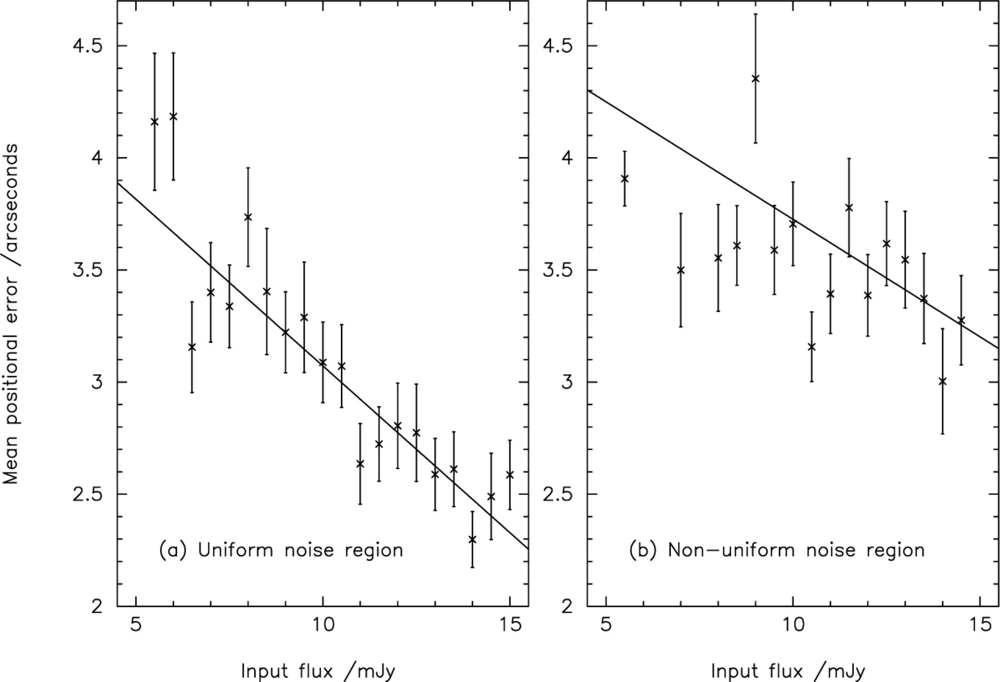 Mean positional error /arcseconds
4.5
4
3.5
3
2.5
2
5 10 15
(a) Uniform noise region
Input flux /mJy
4.5
4
3.5
3
2.5
2
5 10 15
(b) Non-uniform noise region
Input flux /mJy